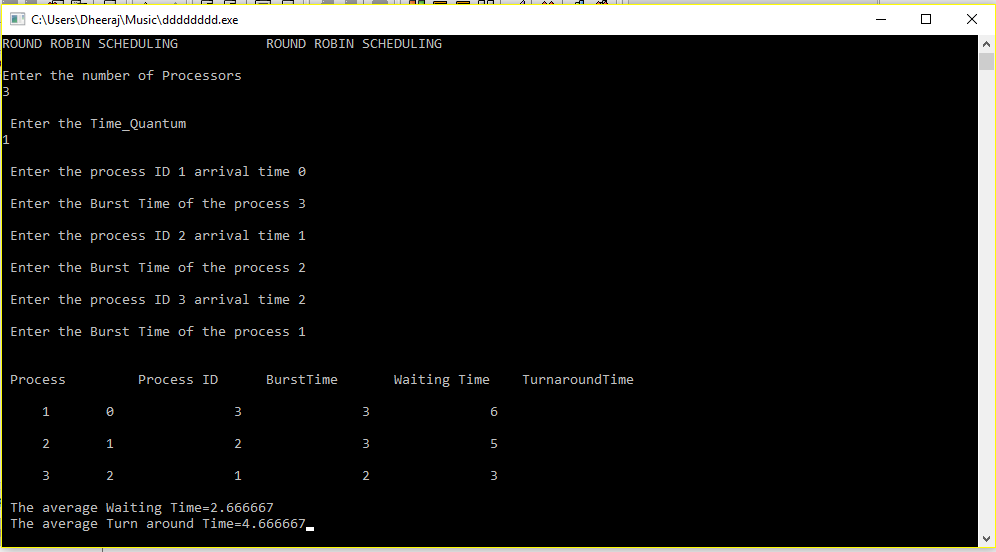 C:\Users\Dheeraj\Music\ddddddddd.exe
ROUND ROBIN SCHEDULING ROUND ROBIN SCHEDULING
Enter the number of Processors
3
Enter the Time_Quantum
1
Enter the process ID 1 arrival time 0
Enter the Burst Time of the process 3
Enter the process ID 2 arrival time 1
Enter the Burst Time of the process 2
Enter the process ID 3 arrival time 2
Enter the Burst Time of the process 1
Process Process ID BurstTime Waiting Time TurnaroundTime
1 0 3 3 6
2 1 2 3 5
3 2 1 2 3
The average Waiting Time=2.666667
The average Turn around Time=4.666667